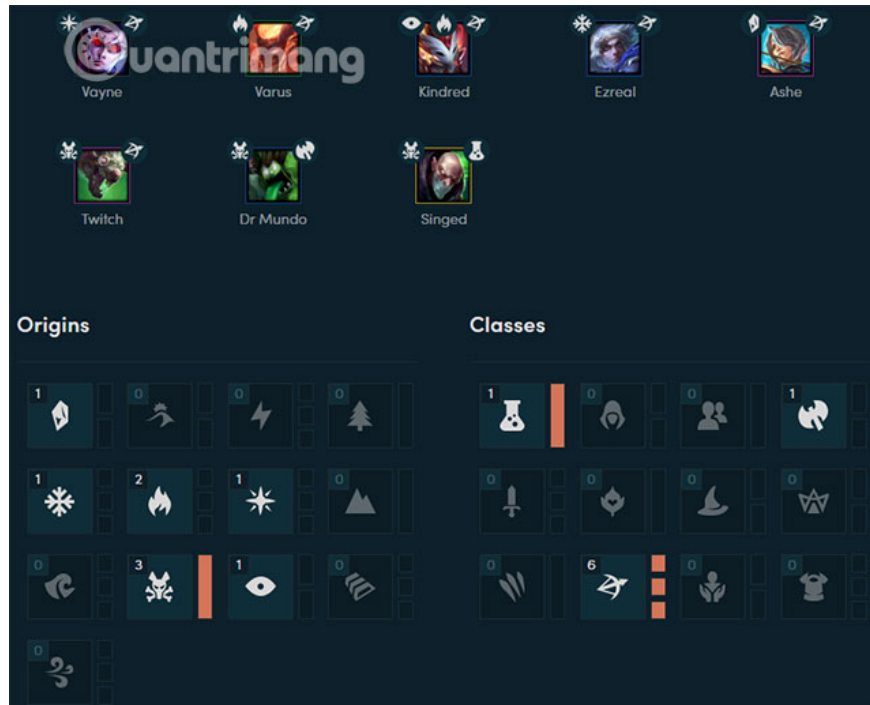 Quantrimang
Vayne
Varus
Kindred
Ezreal
Ashe
Twitch
Dr Mundo
Singed
Origins
Classes
1
0
0
0
1
0
0
1
1
2
1
0
0
0
0
0
0
3
1
0
0
6
0
0
0